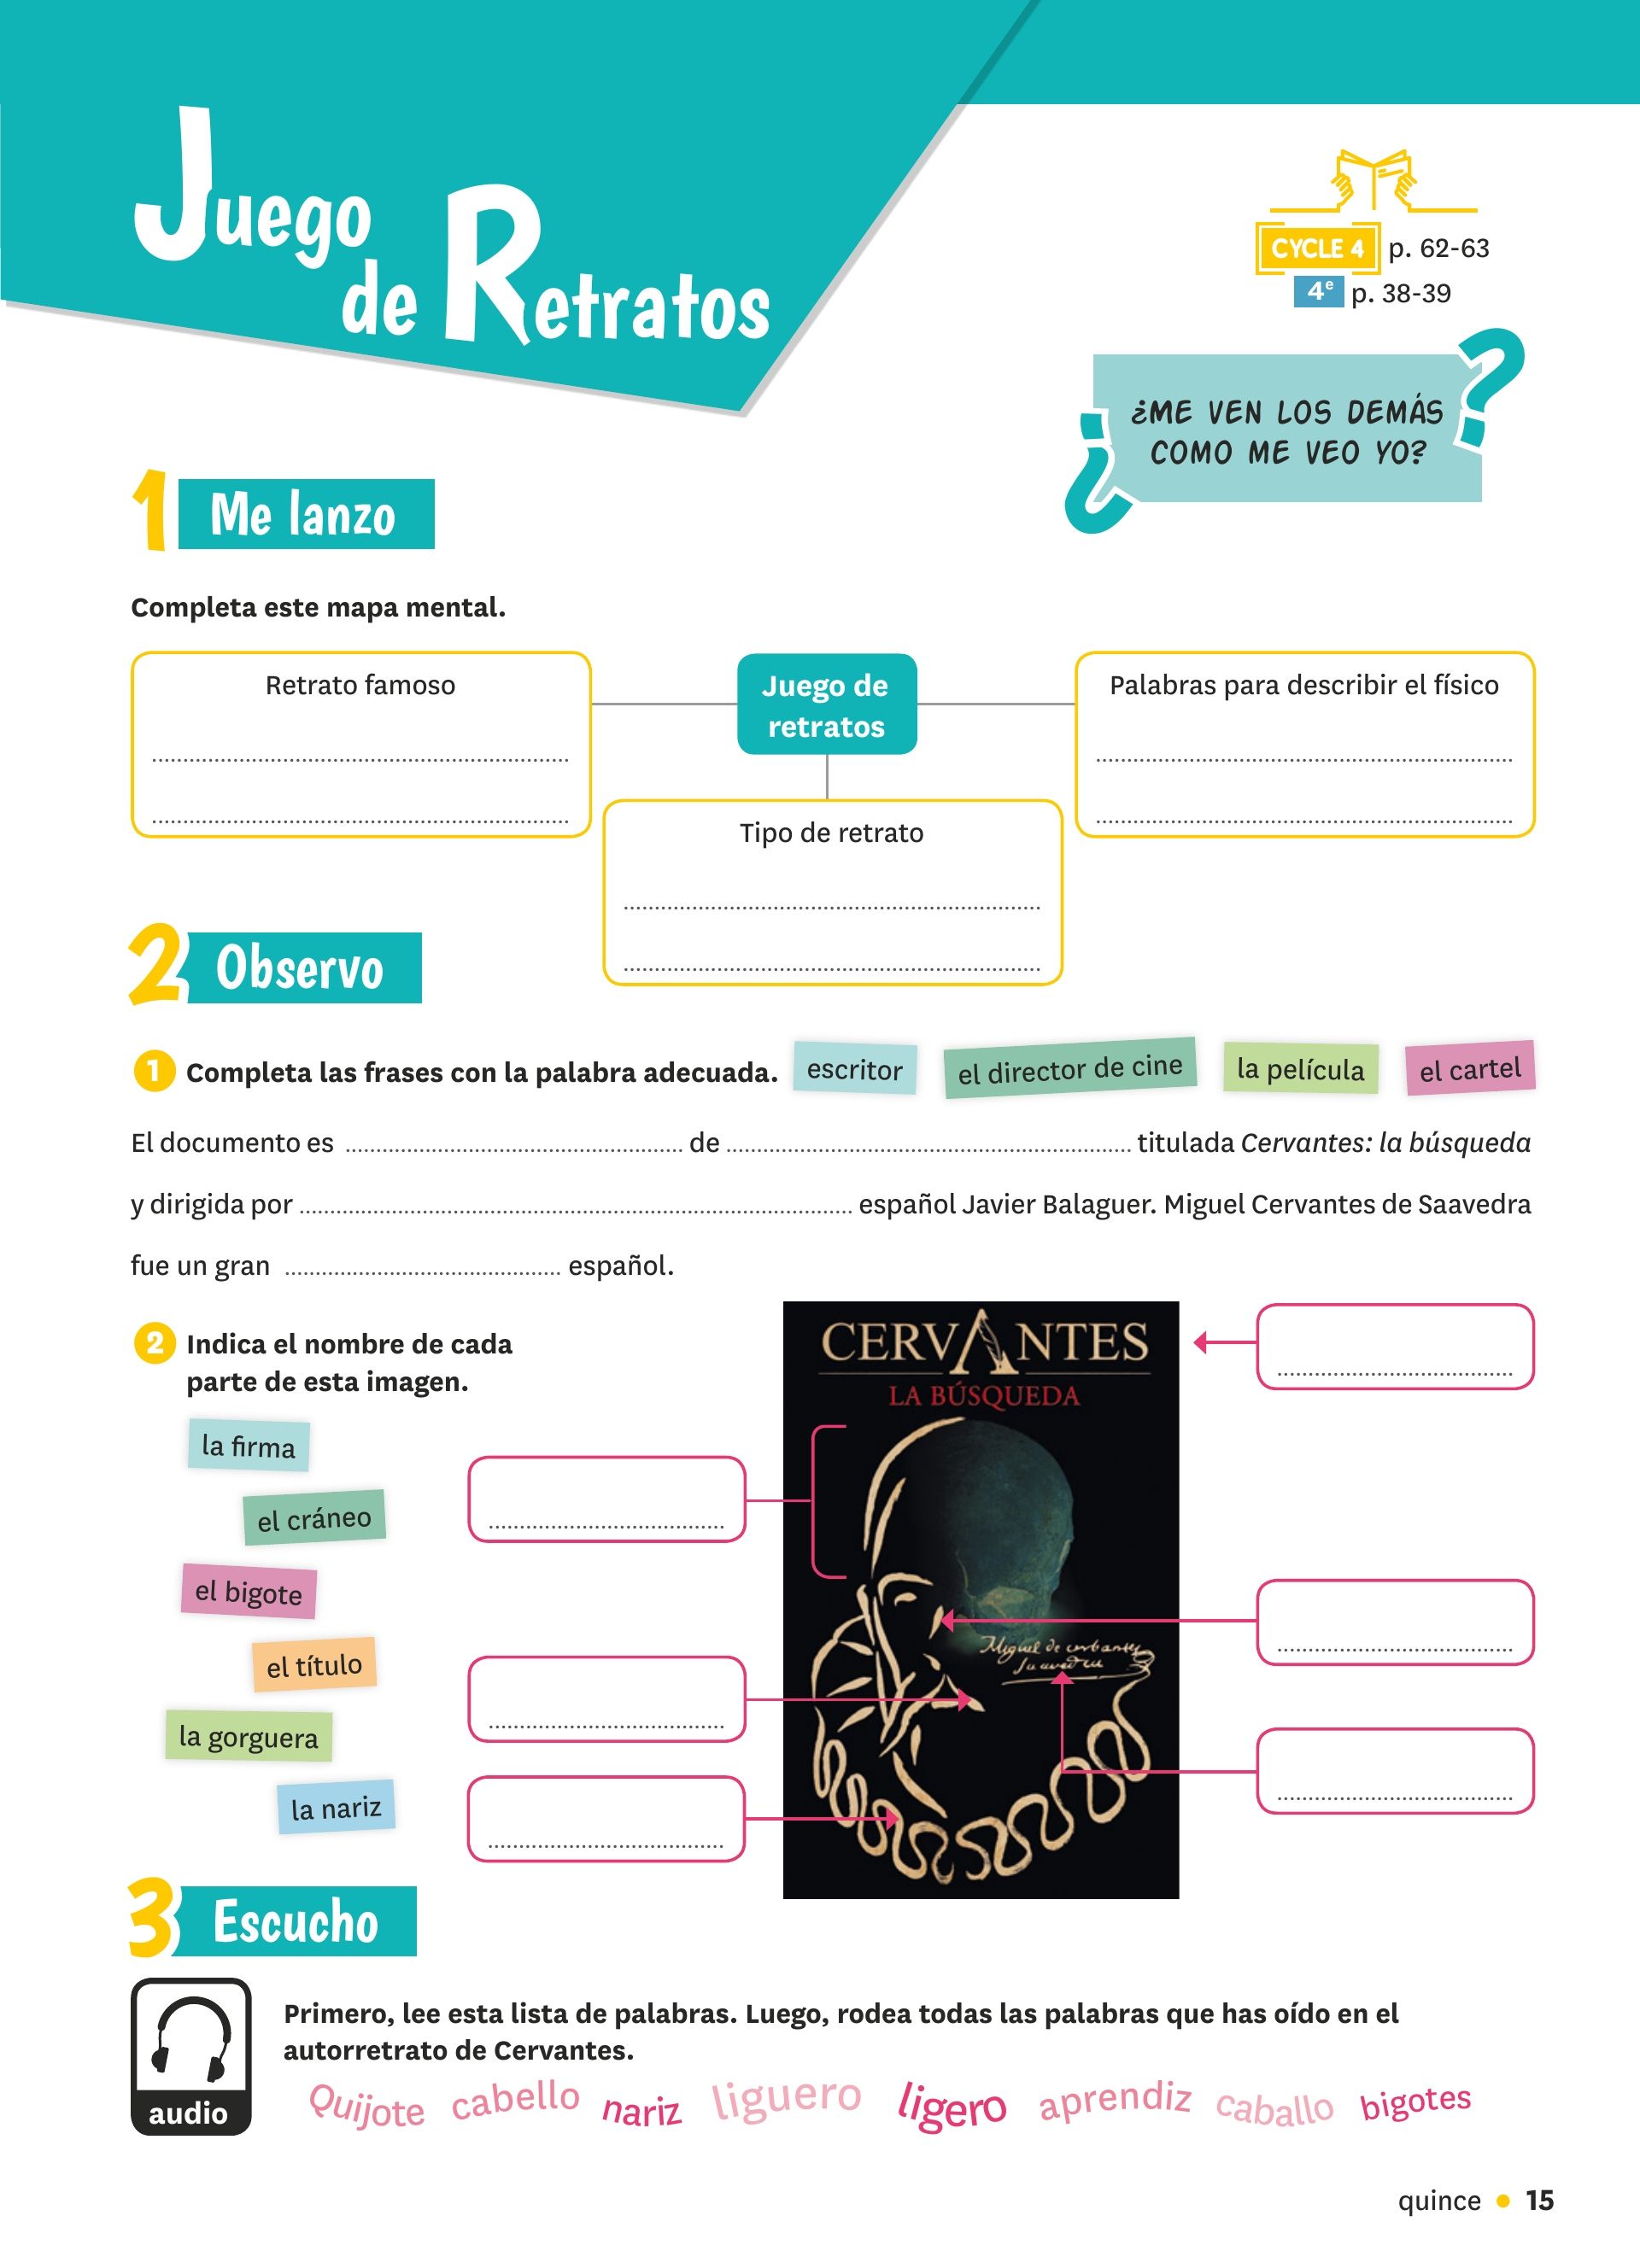 Juego
de Retratos
CYCLE 4 p. 62-63
4e p. 38-39
¿ME VEN LOS DEMÁS
COMO ME VEO YO?
1 Me lanzo
Completa este mapa mental.
Retrato famoso
Juego de
retratos
Palabras para describir el físico
Tipo de retrato
2 Observo
1 Completa las frases con la palabra adecuada. escritor el director de cine la película el cartel
El documento es ........ de ........ titulada Cervantes: la búsqueda
y dirigida por ........ español Javier Balaguer. Miguel Cervantes de Saavedra
fue un gran ........ español.
2 Indica el nombre de cada
parte de esta imagen.
la firma
el cráneo
el bigote
el título
la gorguera
la nariz
CERVANTES
LA BÚSQUEDA
Miguel de cerbantes
Saavedra
3 Escucho
audio
Primero, lee esta lista de palabras. Luego, rodea todas las palabras que has oído en el
autorretrato de Cervantes.
Quijote cabello nariz liguero ligero aprendiz caballo bigotes
quince • 15